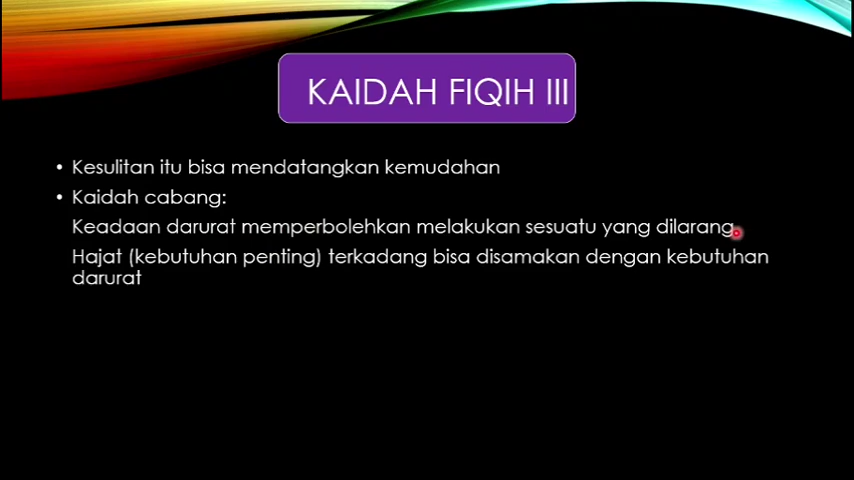 KAIDAH FIQIH III
• Kesulitan itu bisa mendatangkan kemudahan
• Kaidah cabang:
Keadaan darurat memperbolehkan melakukan sesuatu yang dilarang
Hajat (kebutuhan penting) terkadang bisa disamakan dengan kebutuhan
darurat